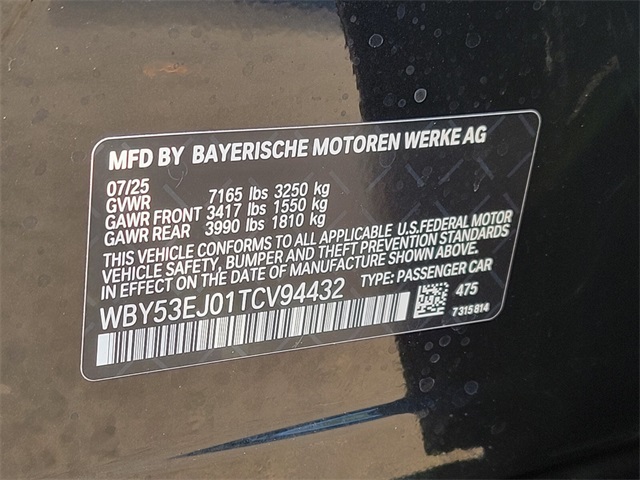 MFD BY BAYERISCHE MOTOREN WERKE AG
07/25
GVWR 7165 lbs 3250 kg
GAWR FRONT 3417 lbs 1550 kg
GAWR REAR 3990 lbs 1810 kg
THIS VEHICLE CONFORMS TO ALL APPLICABLE U.S.FEDERAL MOTOR
VEHICLE SAFETY, BUMPER, AND THEFT PREVENTION STANDARDS
IN EFFECT ON THE DATE OF MANUFACTURE SHOWN ABOVE.
WBY53EJ01TCV94432 TYPE: PASSENGER CAR
475
7315814